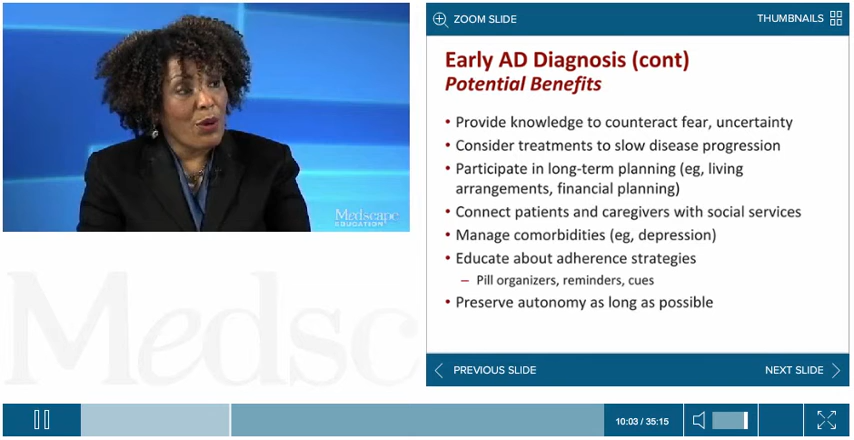 Medscape
EDUCATION
ZOOM SLIDE
THUMBNAILS
Early AD Diagnosis (cont)
Potential Benefits
• Provide knowledge to counteract fear, uncertainty
• Consider treatments to slow disease progression
• Participate in long-term planning (eg, living
arrangements, financial planning)
• Connect patients and caregivers with social services
• Manage comorbidities (eg, depression)
• Educate about adherence strategies
– Pill organizers, reminders, cues
• Preserve autonomy as long as possible
Medsc
PREVIOUS SLIDE
NEXT SLIDE
10:03 / 35:15